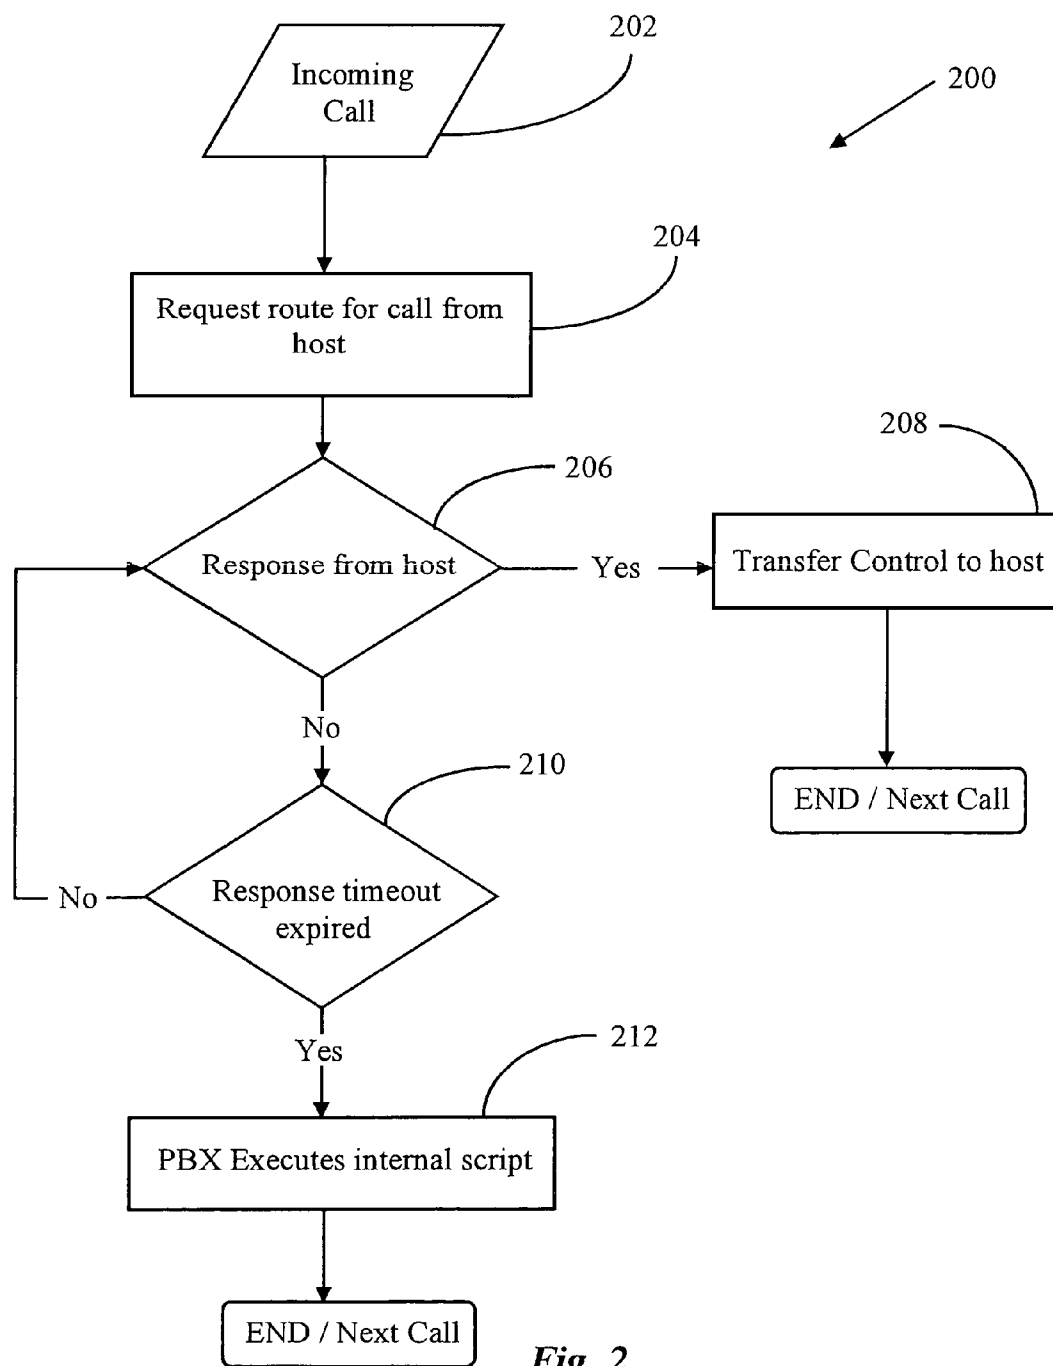 202
Incoming
Call
200
204
Request route for call from
host
208
206
Response from host
Yes
Transfer Control to host
No
210
END / Next Call
Response timeout
expired
No
Yes
212
PBX Executes internal script
END / Next Call
Fig. 2